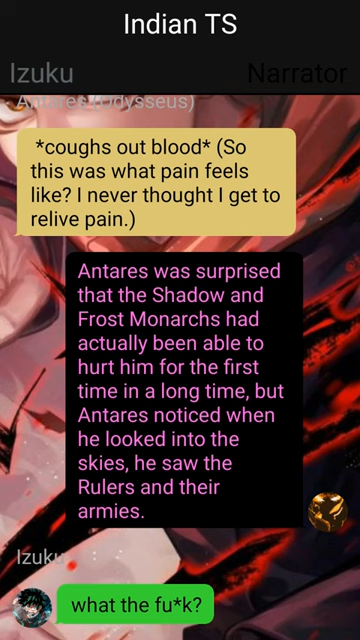 Indian TS
Izuku
Narrator
Antares (Odysseus)
*coughs out blood* (So
this was what pain feels
like? I never thought I get to
relive pain.)
Antares was surprised
that the Shadow and
Frost Monarchs had
actually been able to
hurt him for the first
time in a long time, but
Antares noticed when
he looked into the
skies, he saw the
Rulers and their
armies.
Izuku
what the fu*k?